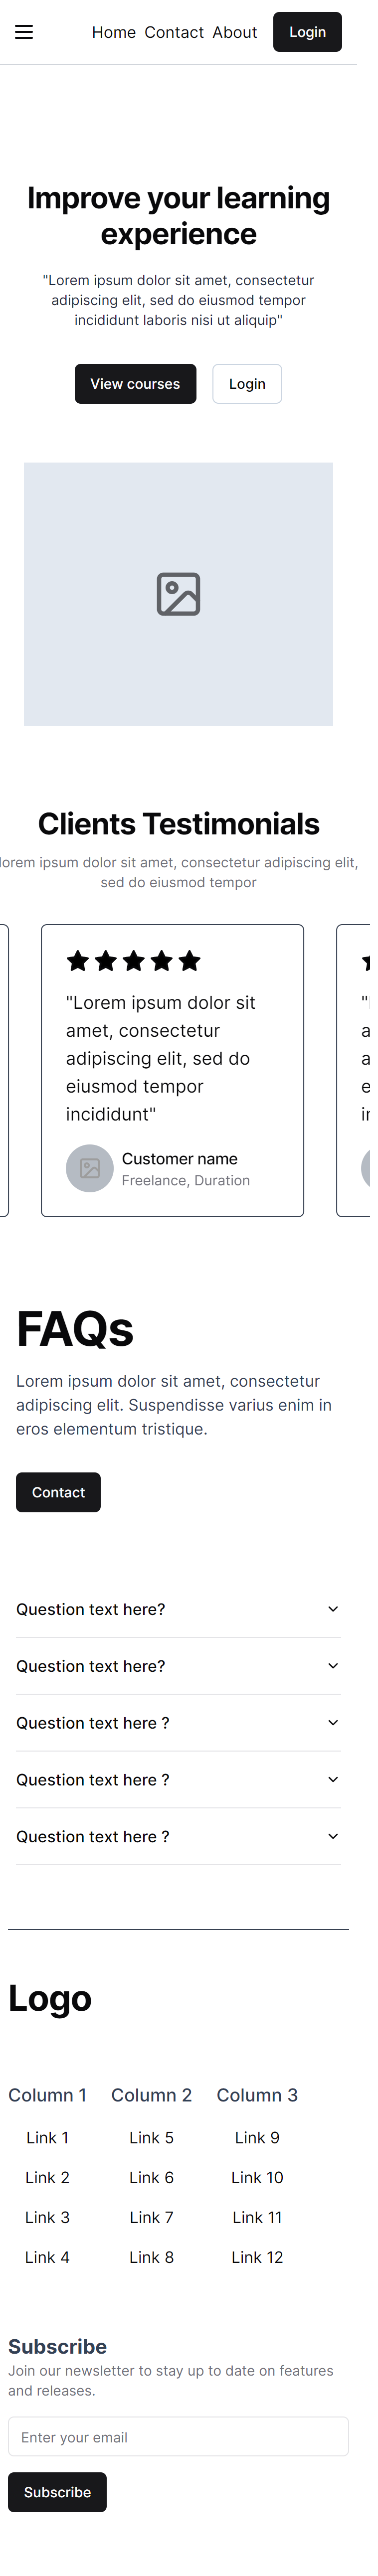 Home Contact About Login
Improve your learning
experience
"Lorem ipsum dolor sit amet, consectetur
adipiscing elit, sed do eiusmod tempor
incididunt laboris nisi ut aliquip"
View courses Login
Clients Testimonials
lorem ipsum dolor sit amet, consectetur adipiscing elit,
sed do eiusmod tempor
"Lorem ipsum dolor sit
amet, consectetur
adipiscing elit, sed do
eiusmod tempor
incididunt"
Customer name
Freelance, Duration
FAQs
Lorem ipsum dolor sit amet, consectetur
adipiscing elit. Suspendisse varius enim in
eros elementum tristique.
Contact
Question text here?
Question text here?
Question text here ?
Question text here ?
Question text here ?
Logo
Column 1 Column 2 Column 3
Link 1 Link 5 Link 9
Link 2 Link 6 Link 10
Link 3 Link 7 Link 11
Link 4 Link 8 Link 12
Subscribe
Join our newsletter to stay up to date on features
and releases.
Enter your email
Subscribe